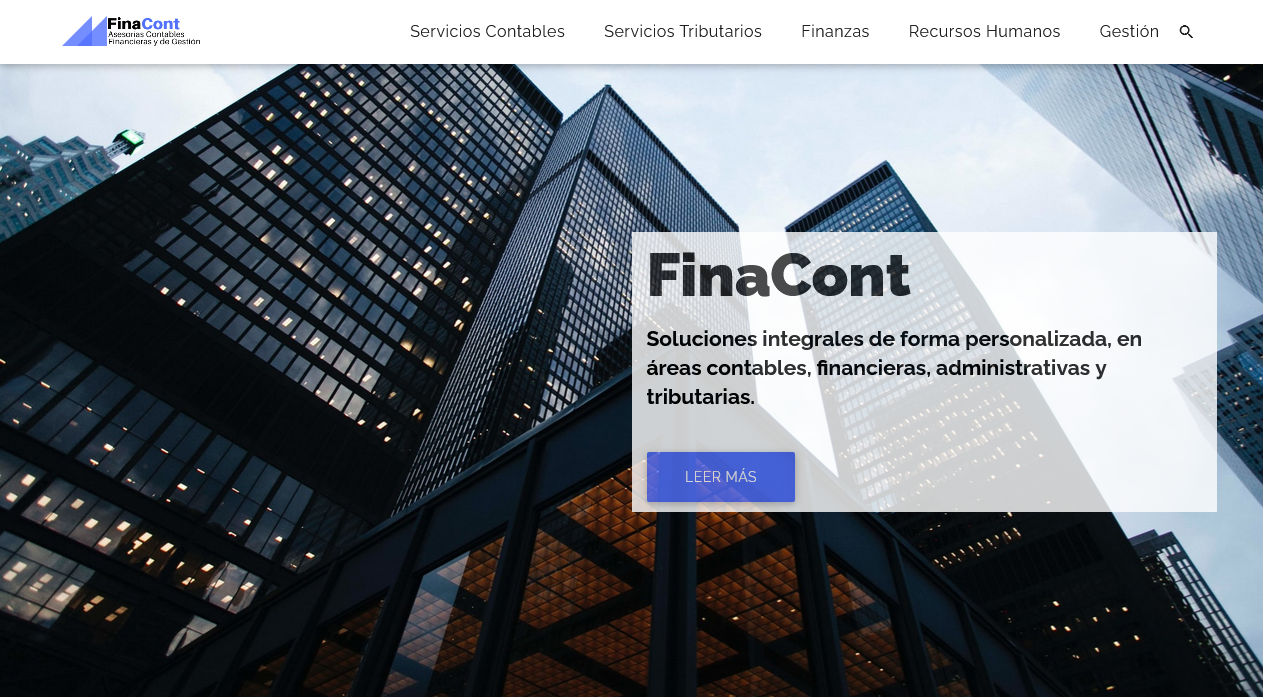 FinaCont
Asesorias Contables
Financieras y de Gestión
Servicios Contables
Servicios Tributarios
Finanzas
Recursos Humanos
Gestión
FinaCont
Soluciones integrales de forma personalizada, en
áreas contables, financieras, administrativas y
tributarias.
LEER MÁS